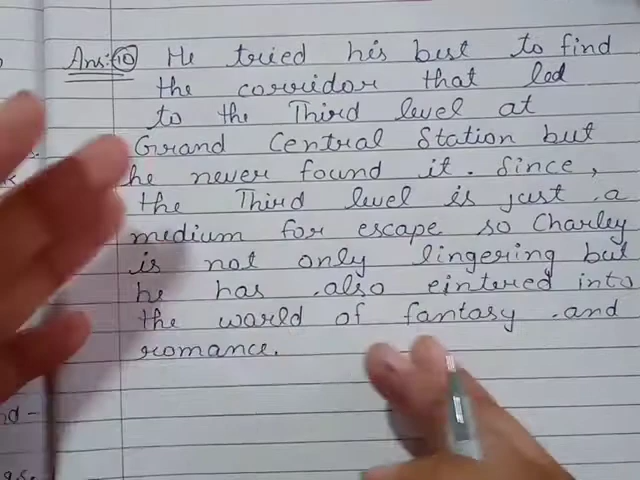 Ans:- 10 He tried his best to find
the corridor that led
to the Third level at
Grand Central Station but
he never found it. Since,
the Third level is just a
medium for escape so Charley
is not only lingering but
he has also eintered into
the world of fantasy and
romance.